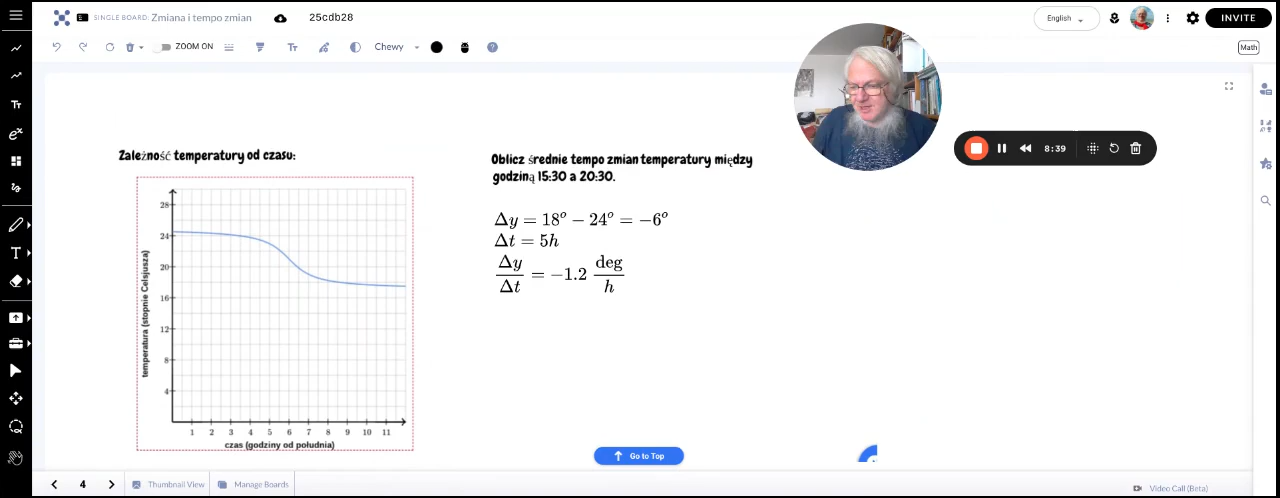 SINGLE BOARD: Zmiana i tempo zmian
25cdb28
English
INVITE
ZOOM ON
Tr
Chewy
Math
8:39
Zależność temperatury od czasu:
Oblicz średnie tempo zmian temperatury między
godziną 15:30 a 20:30.
Δy = 18° − 24° = −6°
Δt = 5h
Δy/Δt = −1.2 deg/h
28
24
20
16
12
8
4
temperatura (stopnie Celsjusza)
1 2 3 4 5 6 7 8 9 10 11
czas (godziny od południa)
Go to Top
4
Thumbnail View
Manage Boards
Video Call (Beta)
Tr
eˣ
T